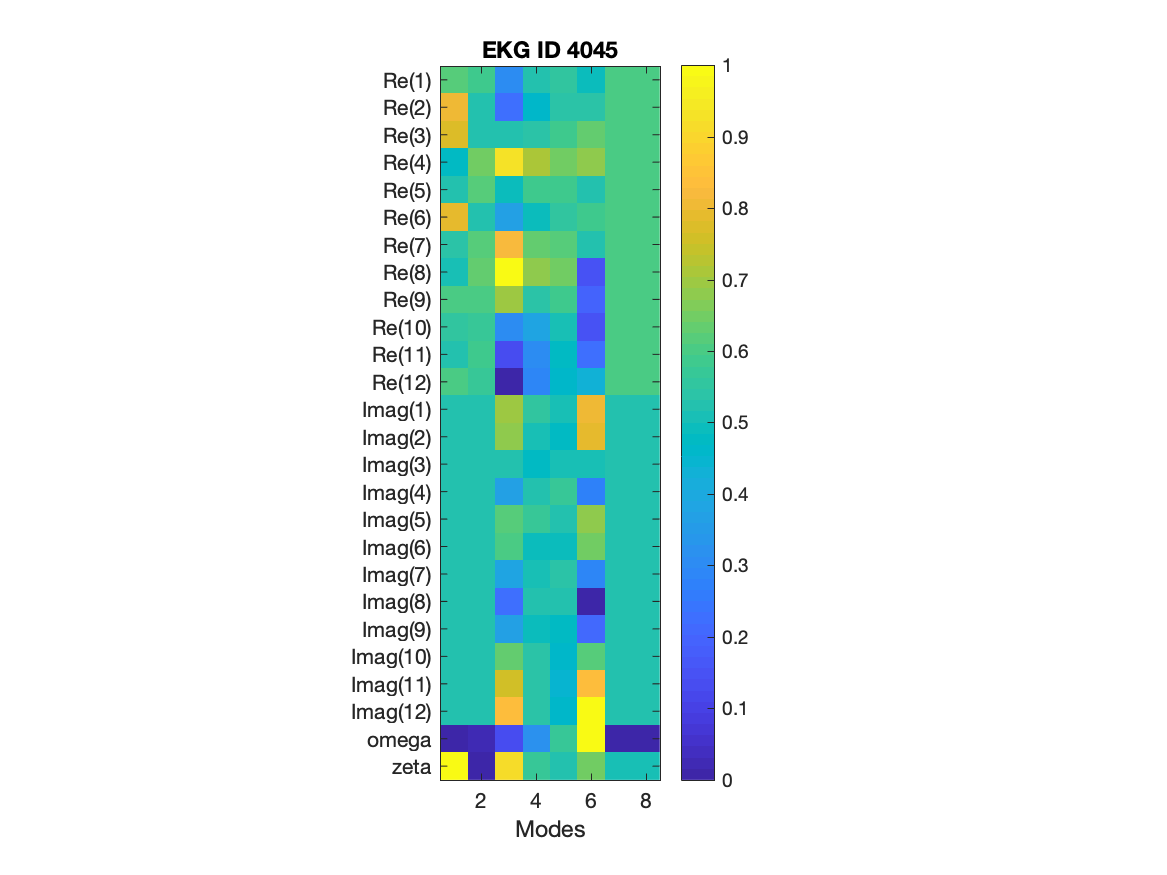 EKG ID 4045
Re(1)
Re(2)
Re(3)
Re(4)
Re(5)
Re(6)
Re(7)
Re(8)
Re(9)
Re(10)
Re(11)
Re(12)
Imag(1)
Imag(2)
Imag(3)
Imag(4)
Imag(5)
Imag(6)
Imag(7)
Imag(8)
Imag(9)
Imag(10)
Imag(11)
Imag(12)
omega
zeta
2 4 6 8
Modes
1
0.9
0.8
0.7
0.6
0.5
0.4
0.3
0.2
0.1
0